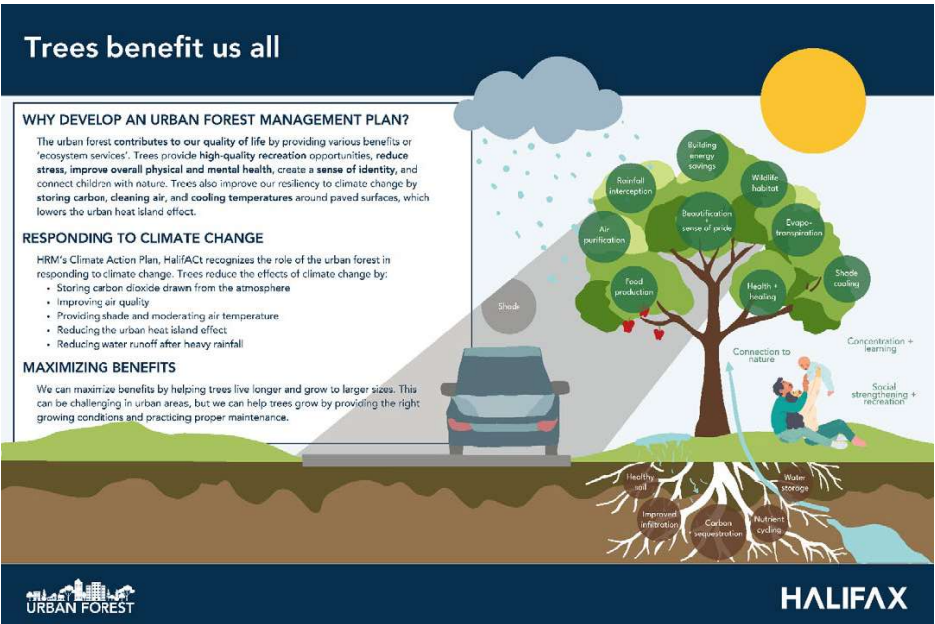 Trees benefit us all
WHY DEVELOP AN URBAN FOREST MANAGEMENT PLAN?
The urban forest contributes to our quality of life by providing various benefits or
'ecosystem services'. Trees provide high-quality recreation opportunities, reduce
stress, improve overall physical and mental health, create a sense of identity, and
connect children with nature. Trees also improve our resiliency to climate change by
storing carbon, cleaning air, and cooling temperatures around paved surfaces, which
lowers the urban heat island effect.
RESPONDING TO CLIMATE CHANGE
HRM's Climate Action Plan, HalifACt recognizes the role of the urban forest in
responding to climate change. Trees reduce the effects of climate change by:
• Storing carbon dioxide drawn from the atmosphere
• Improving air quality
• Providing shade and moderating air temperature
• Reducing the urban heat island effect
• Reducing water runoff after heavy rainfall
MAXIMIZING BENEFITS
We can maximize benefits by helping trees live longer and grow to larger sizes. This
can be challenging in urban areas, but we can help trees grow by providing the right
growing conditions and practicing proper maintenance.
Building
energy
savings
Rainfall
interception
Wildlife
habitat
Beautification
+
sense of pride
Air
purification
Evapo-
transpiration
Food
production
Health +
healing
Shade
cooling
Shade
Connection to
nature
Concentration +
learning
Social
strengthening +
recreation
Healthy
soil
Water
storage
Improved
infiltration
Carbon
sequestration
Nutrient
cycling
URBAN FOREST
HALIFAX